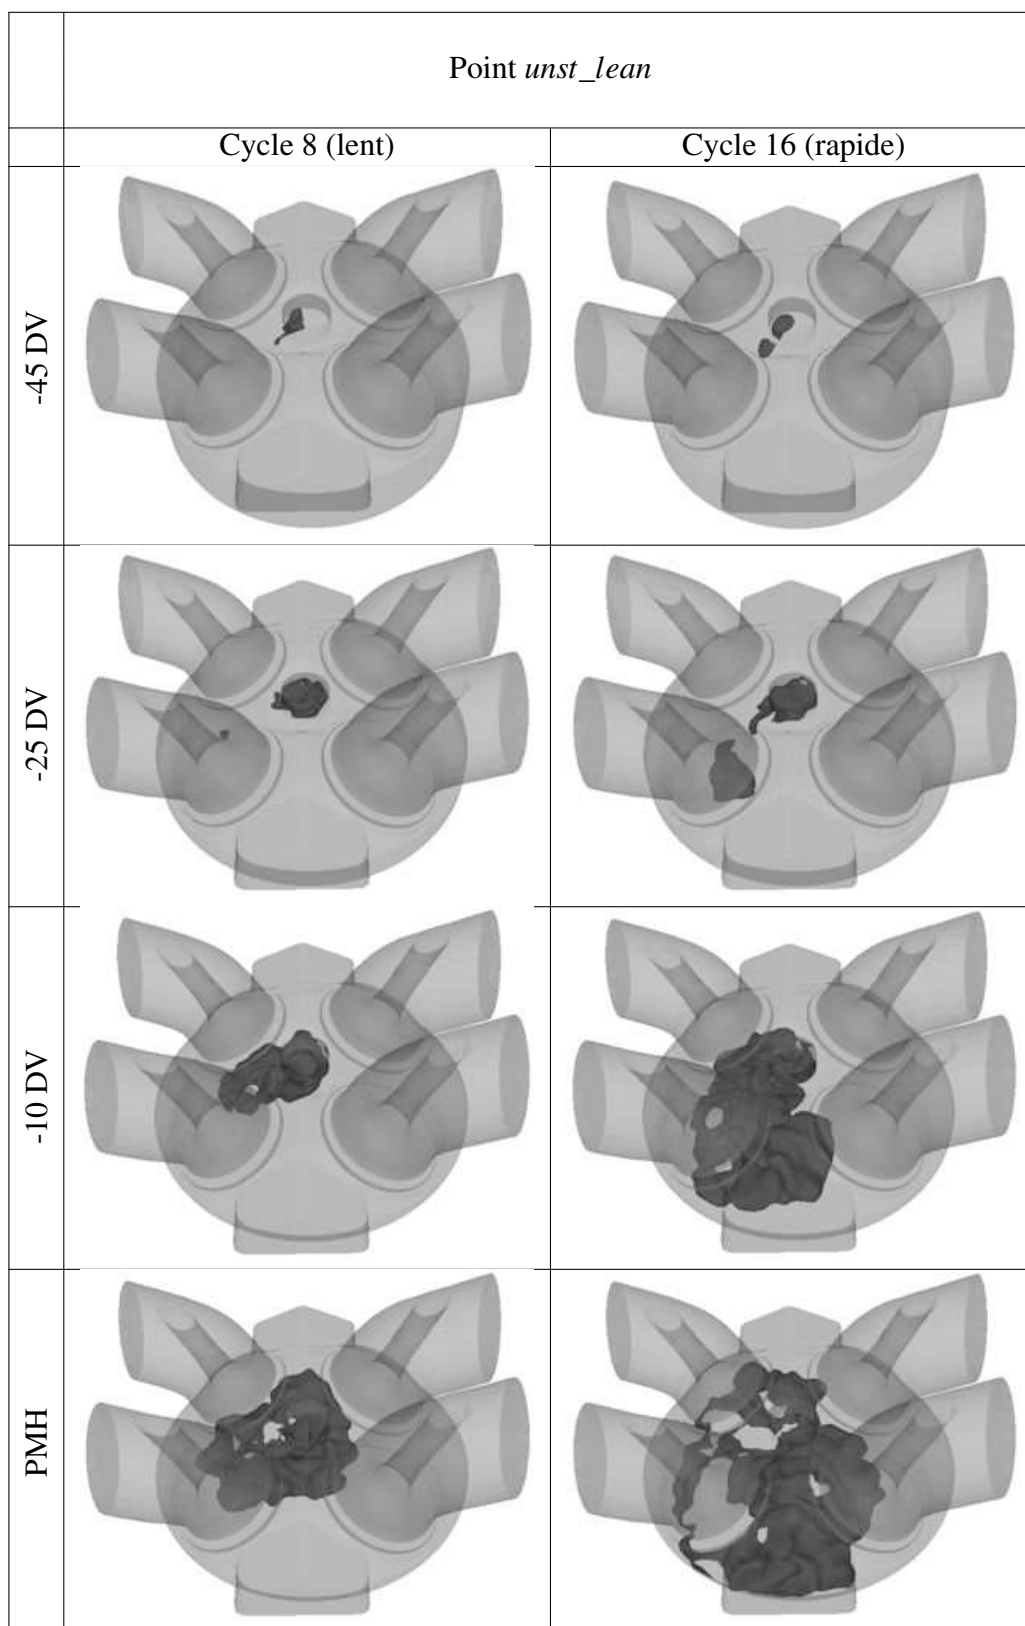 Point unst_lean
Cycle 8 (lent)
Cycle 16 (rapide)
-45 DV
-25 DV
-10 DV
PMH